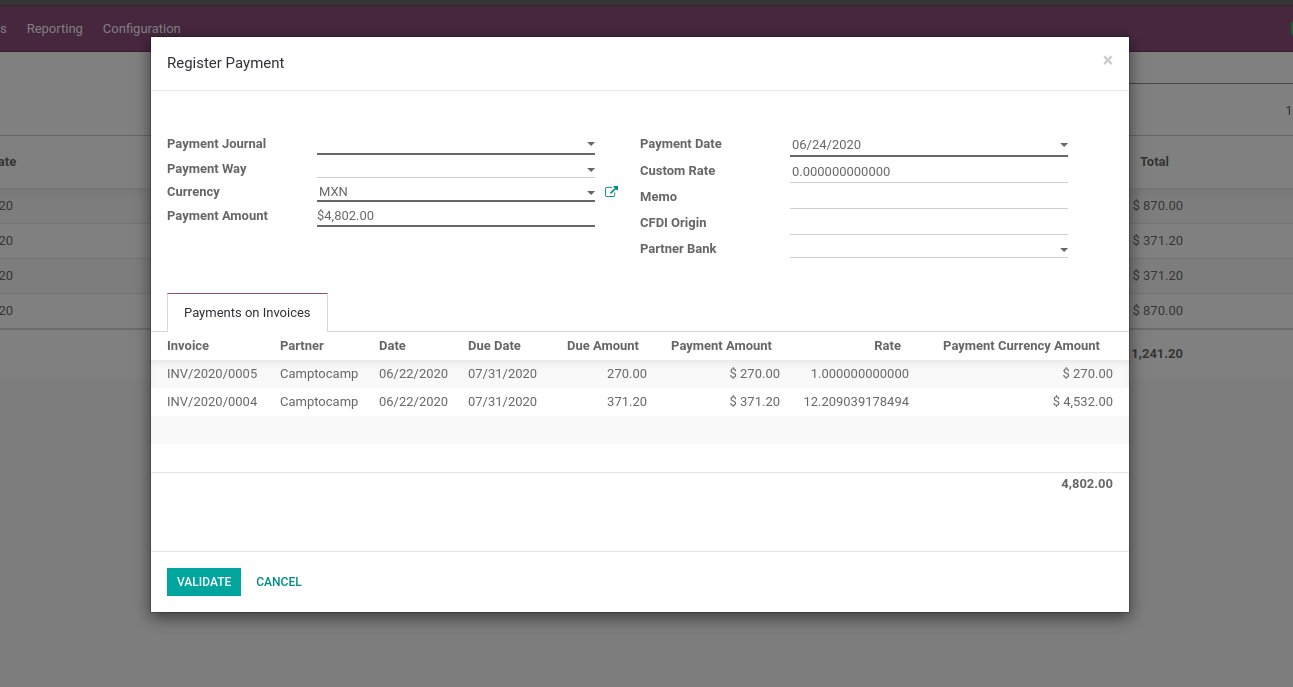 s Reporting Configuration
Register Payment ×
1
Payment Journal
Payment Way
Currency MXN
Payment Amount $4,802.00
Payment Date 06/24/2020
Custom Rate 0.000000000000
Memo
CFDI Origin
Partner Bank
ate Total
20 $ 870.00
20 $ 371.20
20 $ 371.20
20 $ 870.00
1,241.20
Payments on Invoices
Invoice Partner Date Due Date Due Amount Payment Amount Rate Payment Currency Amount
INV/2020/0005 Camptocamp 06/22/2020 07/31/2020 270.00 $ 270.00 1.000000000000 $ 270.00
INV/2020/0004 Camptocamp 06/22/2020 07/31/2020 371.20 $ 371.20 12.209039178494 $ 4,532.00
4,802.00
VALIDATE CANCEL